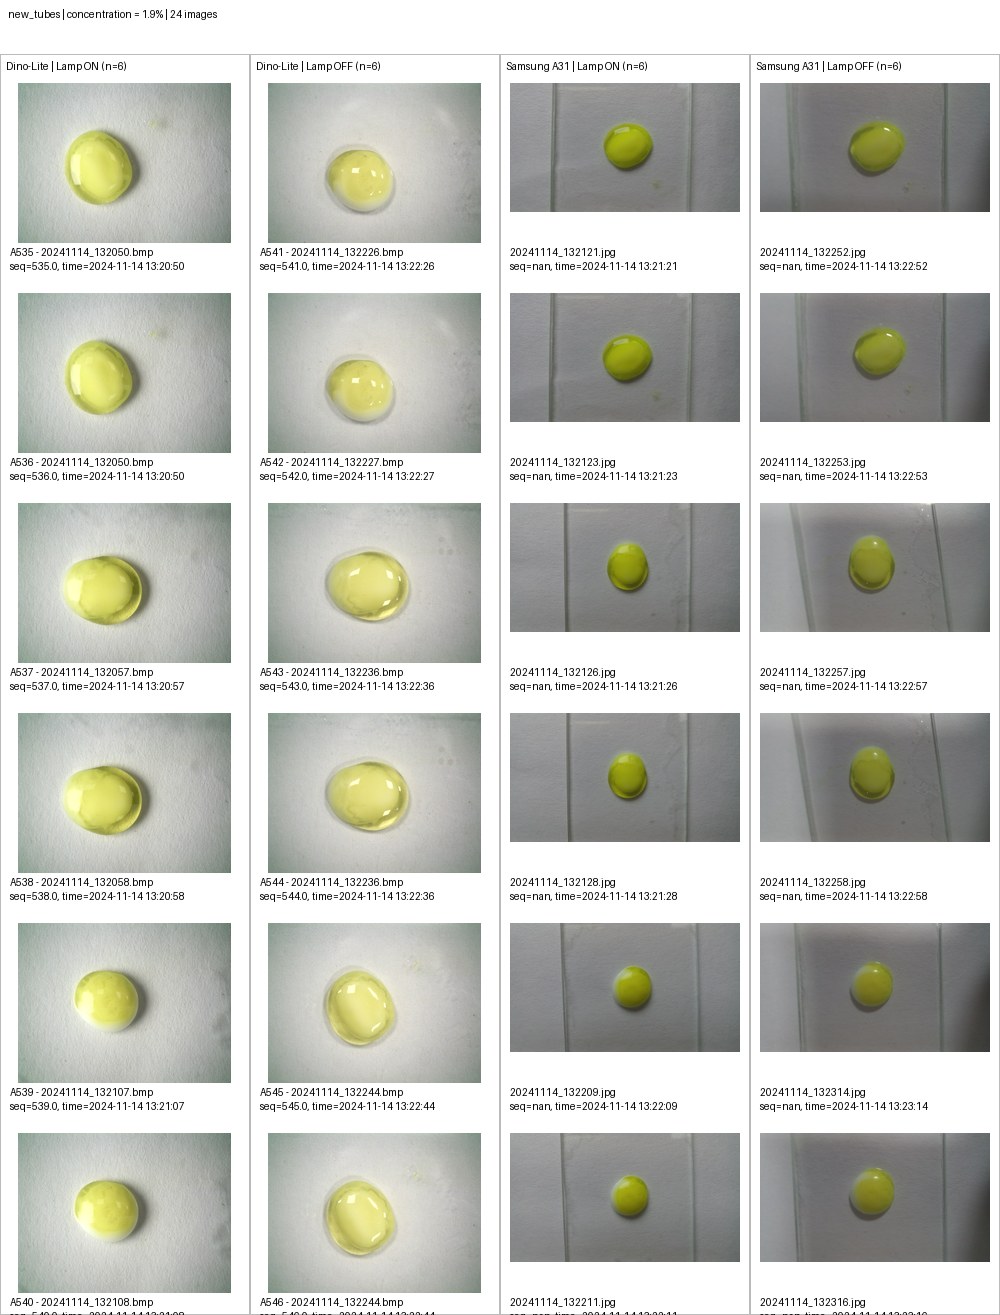 new_tubes | concentration = 1.9% | 24 images
Dino-Lite | Lamp ON (n=6)
Dino-Lite | Lamp OFF (n=6)
Samsung A31 | Lamp ON (n=6)
Samsung A31 | Lamp OFF (n=6)
A535 - 20241114_132050.bmp
seq=535.0, time=2024-11-14 13:20:50
A541 - 20241114_132226.bmp
seq=541.0, time=2024-11-14 13:22:26
20241114_132121.jpg
seq=nan, time=2024-11-14 13:21:21
20241114_132252.jpg
seq=nan, time=2024-11-14 13:22:52
A536 - 20241114_132050.bmp
seq=536.0, time=2024-11-14 13:20:50
A542 - 20241114_132227.bmp
seq=542.0, time=2024-11-14 13:22:27
20241114_132123.jpg
seq=nan, time=2024-11-14 13:21:23
20241114_132253.jpg
seq=nan, time=2024-11-14 13:22:53
A537 - 20241114_132057.bmp
seq=537.0, time=2024-11-14 13:20:57
A543 - 20241114_132236.bmp
seq=543.0, time=2024-11-14 13:22:36
20241114_132126.jpg
seq=nan, time=2024-11-14 13:21:26
20241114_132257.jpg
seq=nan, time=2024-11-14 13:22:57
A538 - 20241114_132058.bmp
seq=538.0, time=2024-11-14 13:20:58
A544 - 20241114_132236.bmp
seq=544.0, time=2024-11-14 13:22:36
20241114_132128.jpg
seq=nan, time=2024-11-14 13:21:28
20241114_132258.jpg
seq=nan, time=2024-11-14 13:22:58
A539 - 20241114_132107.bmp
seq=539.0, time=2024-11-14 13:21:07
A545 - 20241114_132244.bmp
seq=545.0, time=2024-11-14 13:22:44
20241114_132209.jpg
seq=nan, time=2024-11-14 13:22:09
20241114_132314.jpg
seq=nan, time=2024-11-14 13:23:14
A540 - 20241114_132108.bmp
A546 - 20241114_132244.bmp
20241114_132211.jpg
20241114_132316.jpg